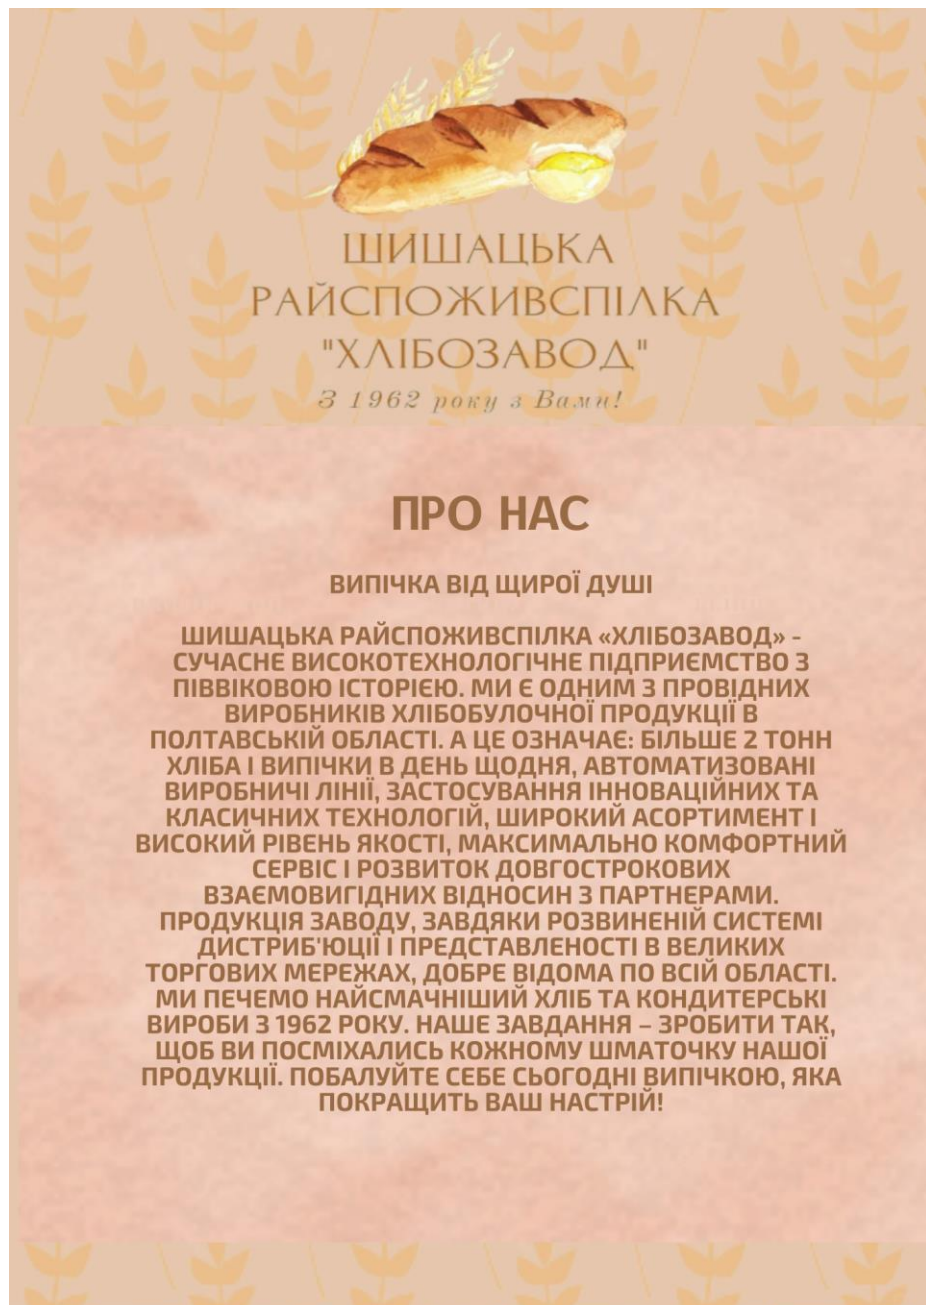 ШИШАЦЬКА
РАЙСПОЖИВСПІЛКА
"ХЛІБОЗАВОД"
З 1962 року з Вами!
ПРО НАС
ВИПІЧКА ВІД ЩИРОЇ ДУШІ
ШИШАЦЬКА РАЙСПОЖИВСПІЛКА «ХЛІБОЗАВОД» -
СУЧАСНЕ ВИСОКОТЕХНОЛОГІЧНЕ ПІДПРИЄМСТВО З
ПІВВІКОВОЮ ІСТОРІЄЮ. МИ Є ОДНИМ З ПРОВІДНИХ
ВИРОБНИКІВ ХЛІБОБУЛОЧНОЇ ПРОДУКЦІЇ В
ПОЛТАВСЬКІЙ ОБЛАСТІ. А ЦЕ ОЗНАЧАЄ: БІЛЬШЕ 2 ТОНН
ХЛІБА І ВИПІЧКИ В ДЕНЬ ЩОДНЯ, АВТОМАТИЗОВАНІ
ВИРОБНИЧІ ЛІНІЇ, ЗАСТОСУВАННЯ ІННОВАЦІЙНИХ ТА
КЛАСИЧНИХ ТЕХНОЛОГІЙ, ШИРОКИЙ АСОРТИМЕНТ І
ВИСОКИЙ РІВЕНЬ ЯКОСТІ, МАКСИМАЛЬНО КОМФОРТНИЙ
СЕРВІС І РОЗВИТОК ДОВГОСТРОКОВИХ
ВЗАЄМОВИГІДНИХ ВІДНОСИН З ПАРТНЕРАМИ.
ПРОДУКЦІЯ ЗАВОДУ, ЗАВДЯКИ РОЗВИНЕНІЙ СИСТЕМІ
ДИСТРИБ'ЮЦІЇ І ПРЕДСТАВЛЕНОСТІ В ВЕЛИКИХ
ТОРГОВИХ МЕРЕЖАХ, ДОБРЕ ВІДОМА ПО ВСІЙ ОБЛАСТІ.
МИ ПЕЧЕМО НАЙСМАЧНІШИЙ ХЛІБ ТА КОНДИТЕРСЬКІ
ВИРОБИ З 1962 РОКУ. НАШЕ ЗАВДАННЯ – ЗРОБИТИ ТАК,
ЩОБ ВИ ПОСМІХАЛИСЬ КОЖНОМУ ШМАТОЧКУ НАШОЇ
ПРОДУКЦІЇ. ПОБАЛУЙТЕ СЕБЕ СЬОГОДНІ ВИПІЧКОЮ, ЯКА
ПОКРАЩИТЬ ВАШ НАСТРІЙ!